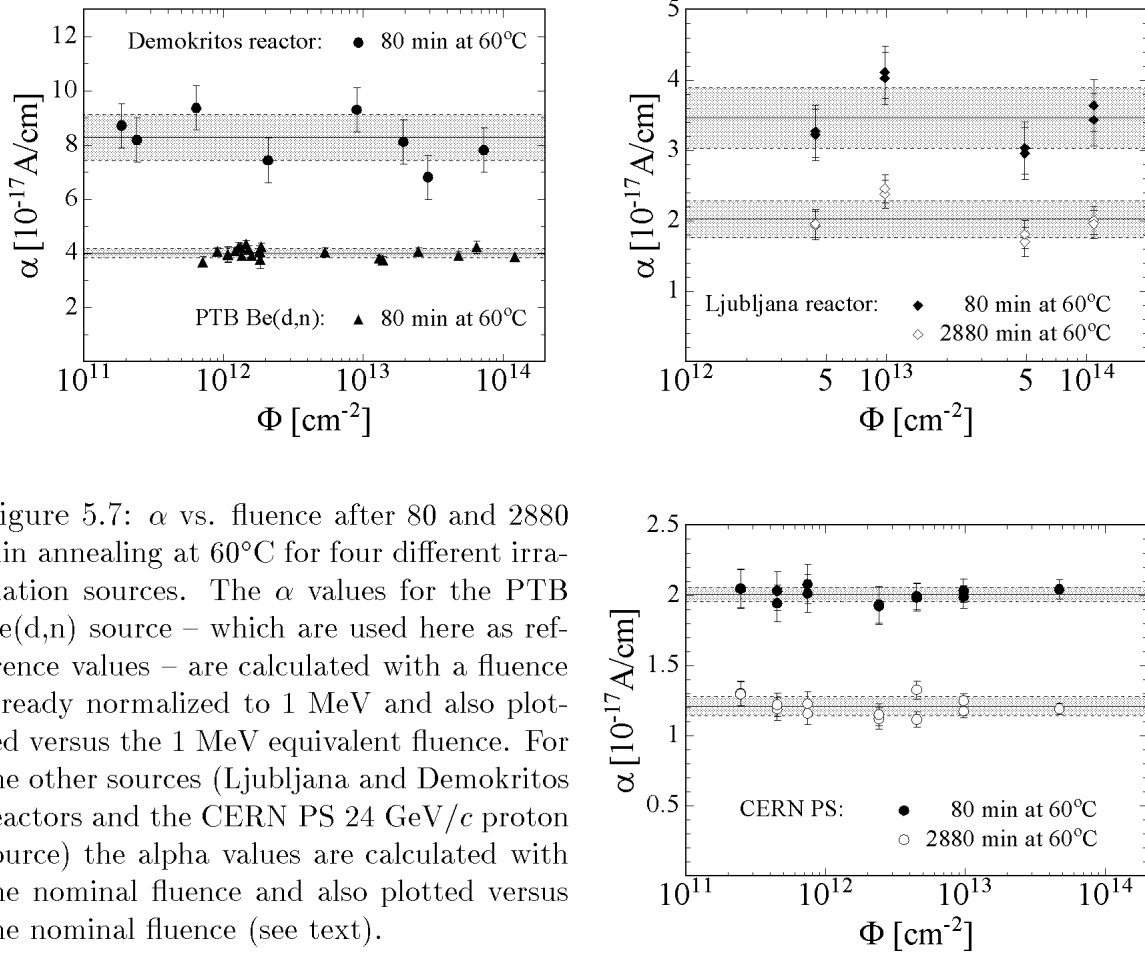 12
10
8
6
4
2
α [10⁻¹⁷A/cm]
Demokritos reactor: 80 min at 60°C
PTB Be(d,n): 80 min at 60°C
10¹¹ 10¹² 10¹³ 10¹⁴
Φ [cm⁻²]
5
4
3
2
1
α [10⁻¹⁷A/cm]
Ljubljana reactor: 80 min at 60°C
2880 min at 60°C
10¹² 5 10¹³ 5 10¹⁴
Φ [cm⁻²]
igure 5.7: α vs. fluence after 80 and 2880
in annealing at 60°C for four different irra-
iation sources. The α values for the PTB
e(d,n) source – which are used here as ref-
rence values – are calculated with a fluence
lready normalized to 1 MeV and also plot-
ed versus the 1 MeV equivalent fluence. For
he other sources (Ljubljana and Demokritos
eactors and the CERN PS 24 GeV/c proton
ource) the alpha values are calculated with
he nominal fluence and also plotted versus
he nominal fluence (see text).
2.5
2
1.5
1
0.5
α [10⁻¹⁷A/cm]
CERN PS: 80 min at 60°C
2880 min at 60°C
10¹¹ 10¹² 10¹³ 10¹⁴
Φ [cm⁻²]